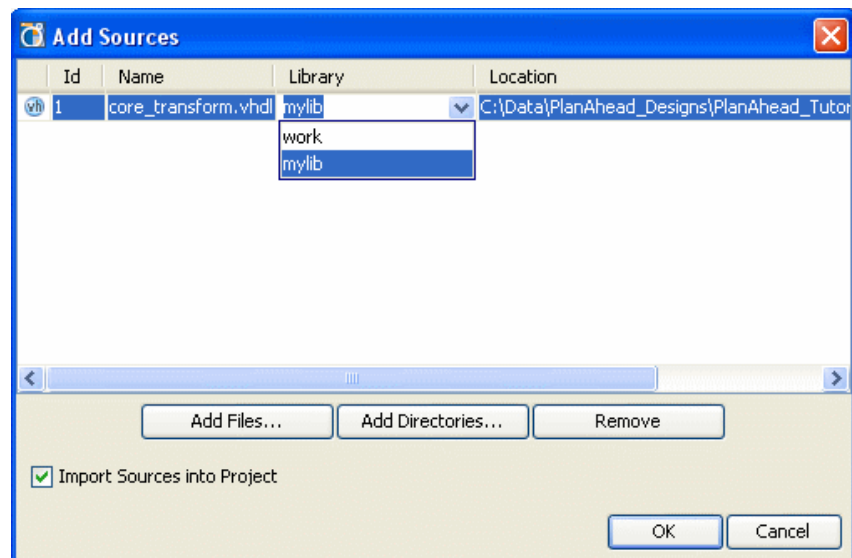 Add Sources
Id Name Library Location
vh 1 core_transform.vhdl mylib C:\Data\PlanAhead_Designs\PlanAhead_Tutor
work
mylib
Add Files... Add Directories... Remove
Import Sources into Project
OK Cancel